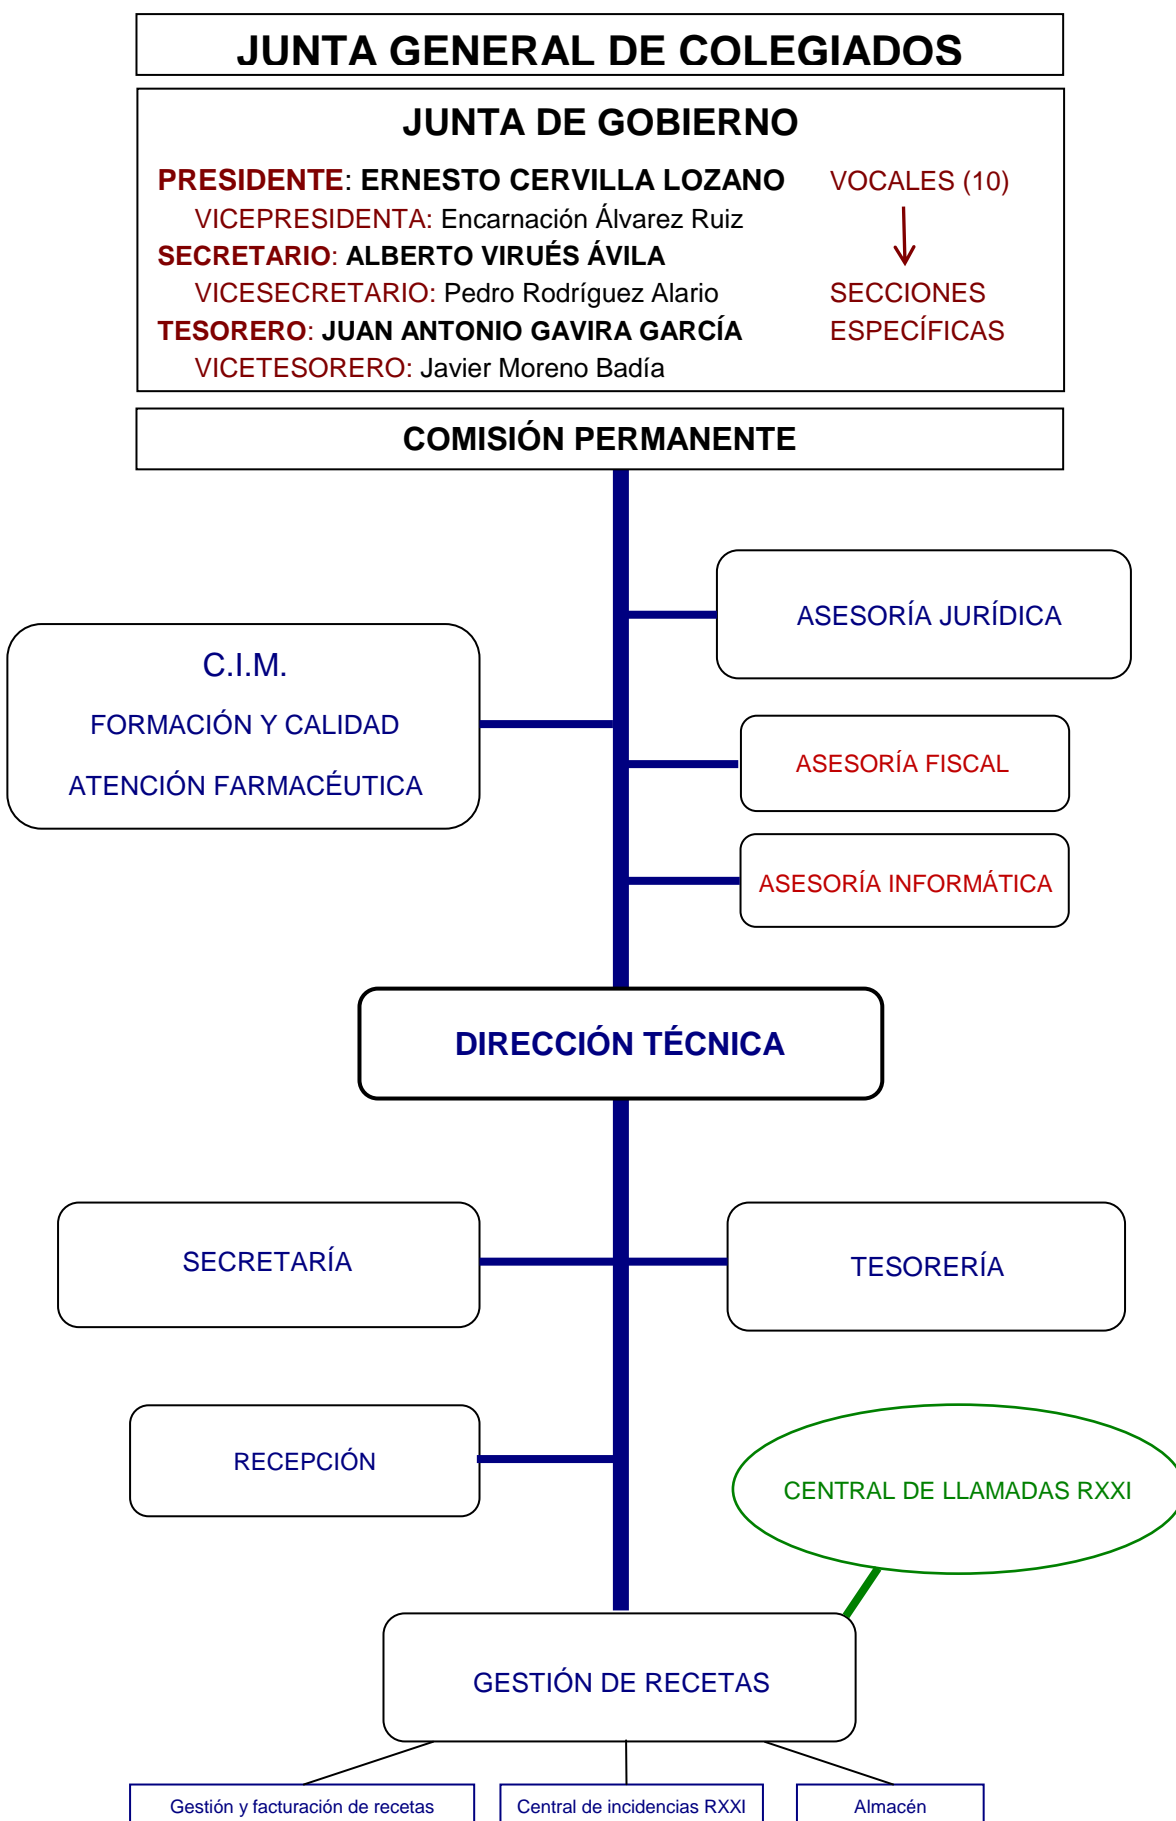 JUNTA GENERAL DE COLEGIADOS
JUNTA DE GOBIERNO
PRESIDENTE: ERNESTO CERVILLA LOZANO
VICEPRESIDENTA: Encarnación Álvarez Ruiz
SECRETARIO: ALBERTO VIRUÉS ÁVILA
VICESECRETARIO: Pedro Rodríguez Alario
TESORERO: JUAN ANTONIO GAVIRA GARCÍA
VICETESORERO: Javier Moreno Badía
VOCALES (10)
SECCIONES
ESPECÍFICAS
COMISIÓN PERMANENTE
ASESORÍA JURÍDICA
C.I.M.
FORMACIÓN Y CALIDAD
ATENCIÓN FARMACÉUTICA
ASESORÍA FISCAL
ASESORÍA INFORMÁTICA
DIRECCIÓN TÉCNICA
SECRETARÍA
TESORERÍA
RECEPCIÓN
CENTRAL DE LLAMADAS RXXI
GESTIÓN DE RECETAS
Gestión y facturación de recetas
Central de incidencias RXXI
Almacén